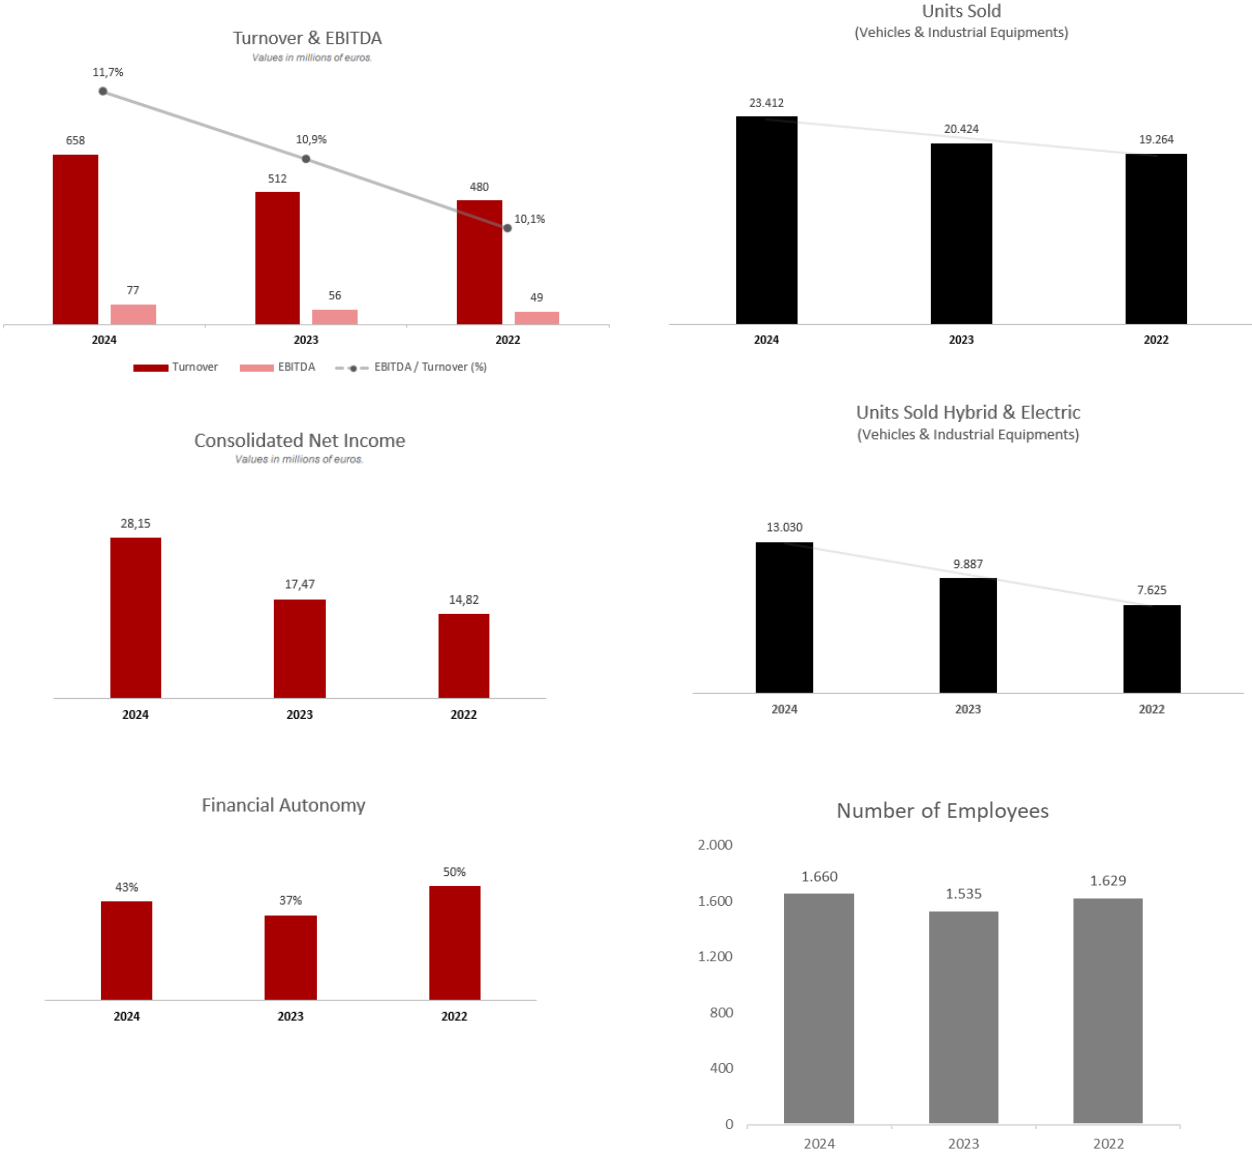 Turnover & EBITDA
Values in millions of euros.
11,7%
10,9%
10,1%
658
512
480
77
56
49
2024 2023 2022
Turnover EBITDA EBITDA / Turnover (%)
Units Sold
(Vehicles & Industrial Equipments)
23.412
20.424
19.264
2024 2023 2022
Consolidated Net Income
Values in millions of euros.
28,15
17,47
14,82
2024 2023 2022
Units Sold Hybrid & Electric
(Vehicles & Industrial Equipments)
13.030
9.887
7.625
2024 2023 2022
Financial Autonomy
43%
37%
50%
2024 2023 2022
Number of Employees
2.000
1.600
1.200
800
400
0
1.660
1.535
1.629
2024 2023 2022